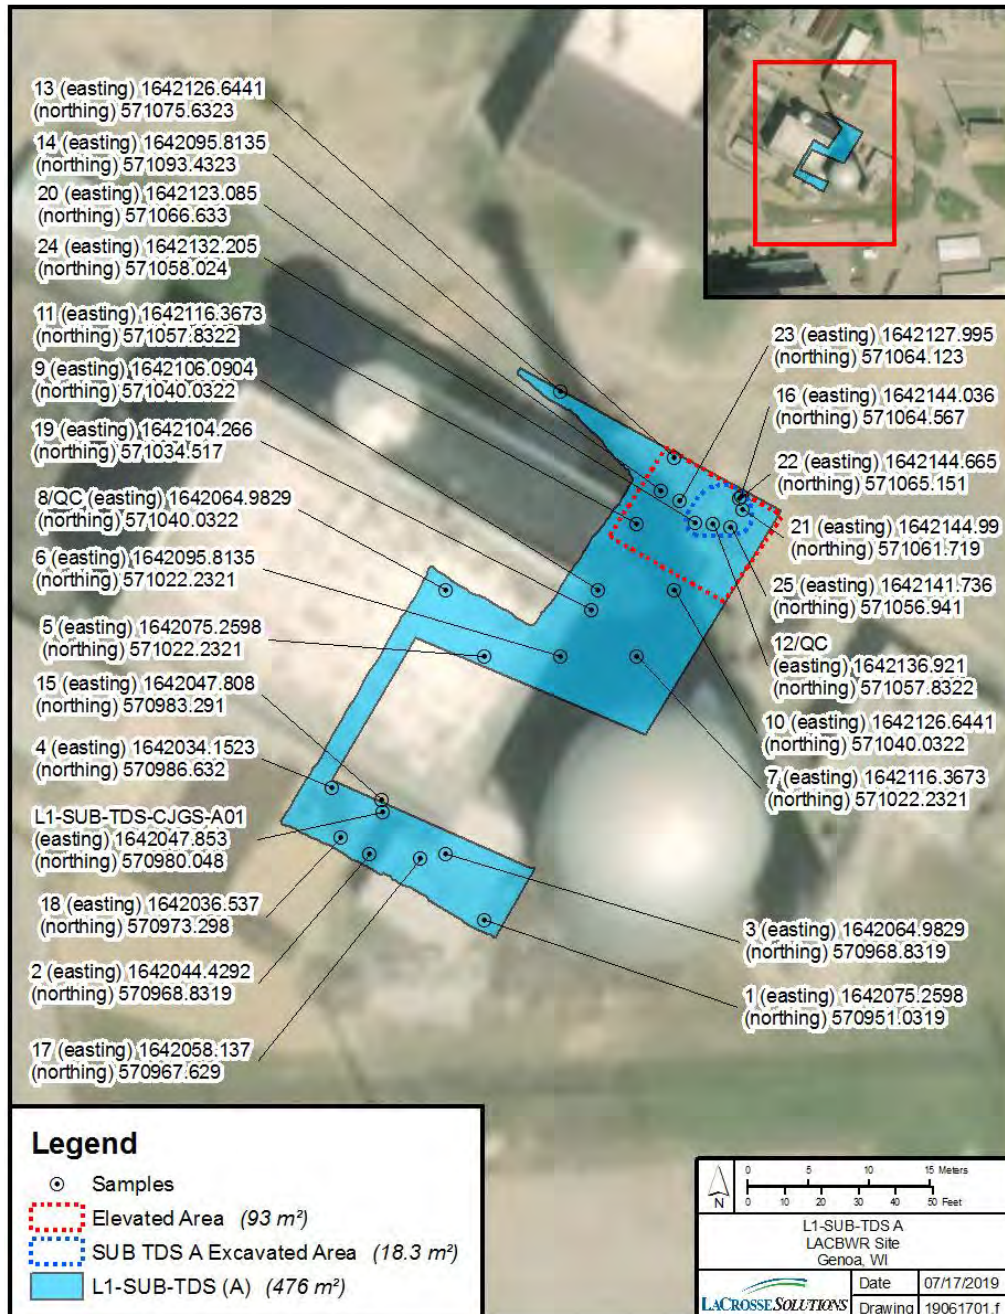 13 (easting) 1642126.6441
(northing) 571075.6323
14 (easting) 1642095.8135
(northing) 571093.4323
20 (easting) 1642123.085
(northing) 571066.633
24 (easting) 1642132.205
(northing) 571058.024
11 (easting) 1642116.3673
(northing) 571057.8322
9 (easting) 1642106.0904
(northing) 571040.0322
19 (easting) 1642104.266
(northing) 571034.517
8/QC (easting) 1642064.9829
(northing) 571040.0322
6 (easting) 1642095.8135
(northing) 571022.2321
5 (easting) 1642075.2598
(northing) 571022.2321
15 (easting) 1642047.808
(northing) 570983.291
4 (easting) 1642034.1523
(northing) 570986.632
L1-SUB-TDS-CJGS-A01
(easting) 1642047.853
(northing) 570980.048
18 (easting) 1642036.537
(northing) 570973.298
2 (easting) 1642044.4292
(northing) 570968.8319
17 (easting) 1642058.137
(northing) 570967.629
23 (easting) 1642127.995
(northing) 571064.123
16 (easting) 1642144.036
(northing) 571064.567
22 (easting) 1642144.665
(northing) 571065.151
21 (easting) 1642144.99
(northing) 571061.719
25 (easting) 1642141.736
(northing) 571056.941
12/QC
(easting) 1642136.921
(northing) 571057.8322
10 (easting) 1642126.6441
(northing) 571040.0322
7 (easting) 1642116.3673
(northing) 571022.2321
3 (easting) 1642064.9829
(northing) 570968.8319
1 (easting) 1642075.2598
(northing) 570951.0319
Legend
Samples
Elevated Area (93 m²)
SUB TDS A Excavated Area (18.3 m²)
L1-SUB-TDS (A) (476 m²)
N
0 5 10 15 Meters
0 10 20 30 40 50 Feet
L1-SUB-TDS A
LACBWR Site
Genoa, WI
LACROSSE SOLUTIONS
Date 07/17/2019
Drawing 19061701.f